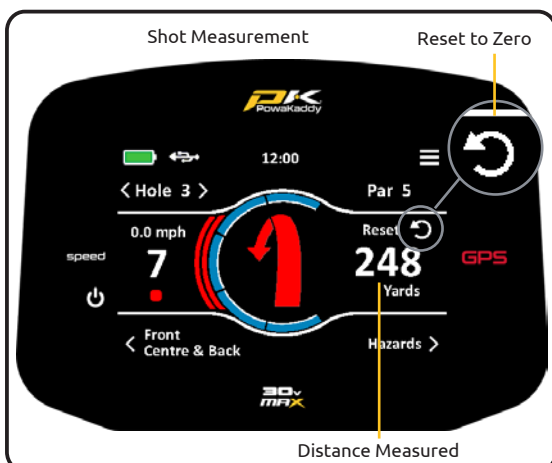 Shot Measurement
Reset to Zero
PK
PowaKaddy
12:00
< Hole 3 >
Par 5
0.0 mph
Reset
speed
7
248
GPS
Yards
< Front
Centre & Back
Hazards >
30v
MAX
Distance Measured